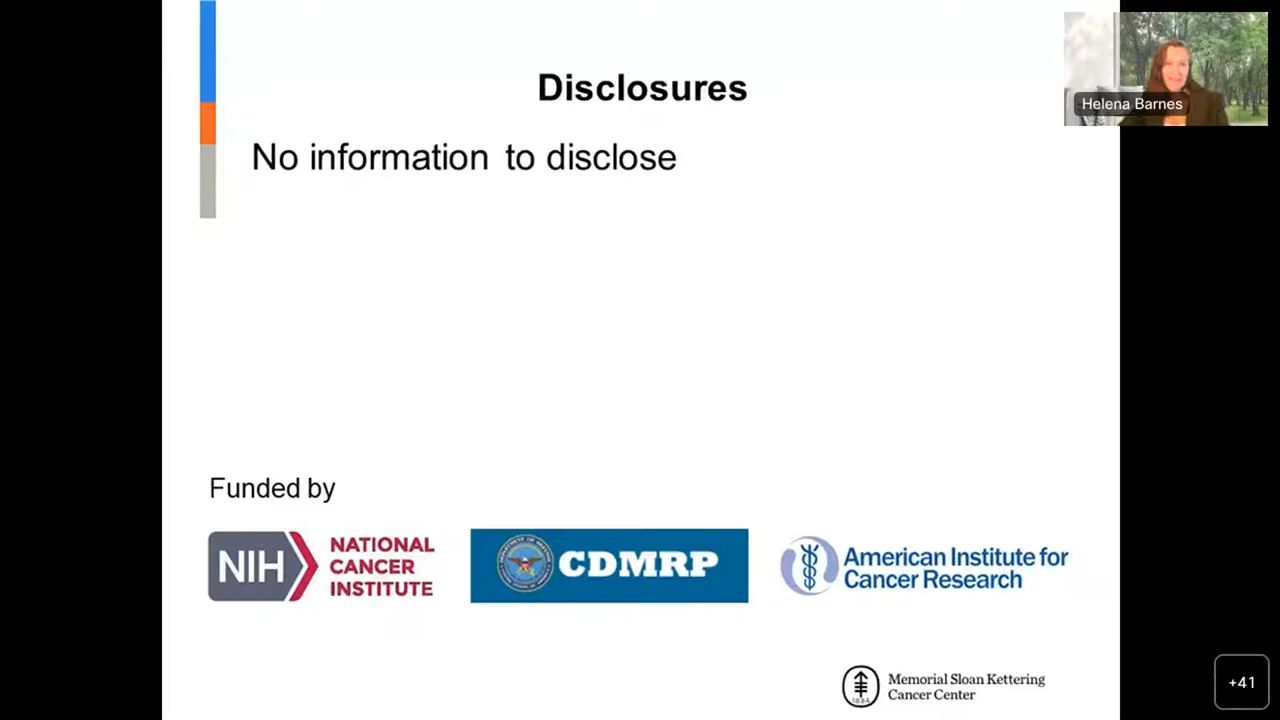 Disclosures
Helena Barnes
No information to disclose
Funded by
NIH
NATIONAL
CANCER
INSTITUTE
CDMRP
American Institute for
Cancer Research
Memorial Sloan Kettering
Cancer Center
1884
+41